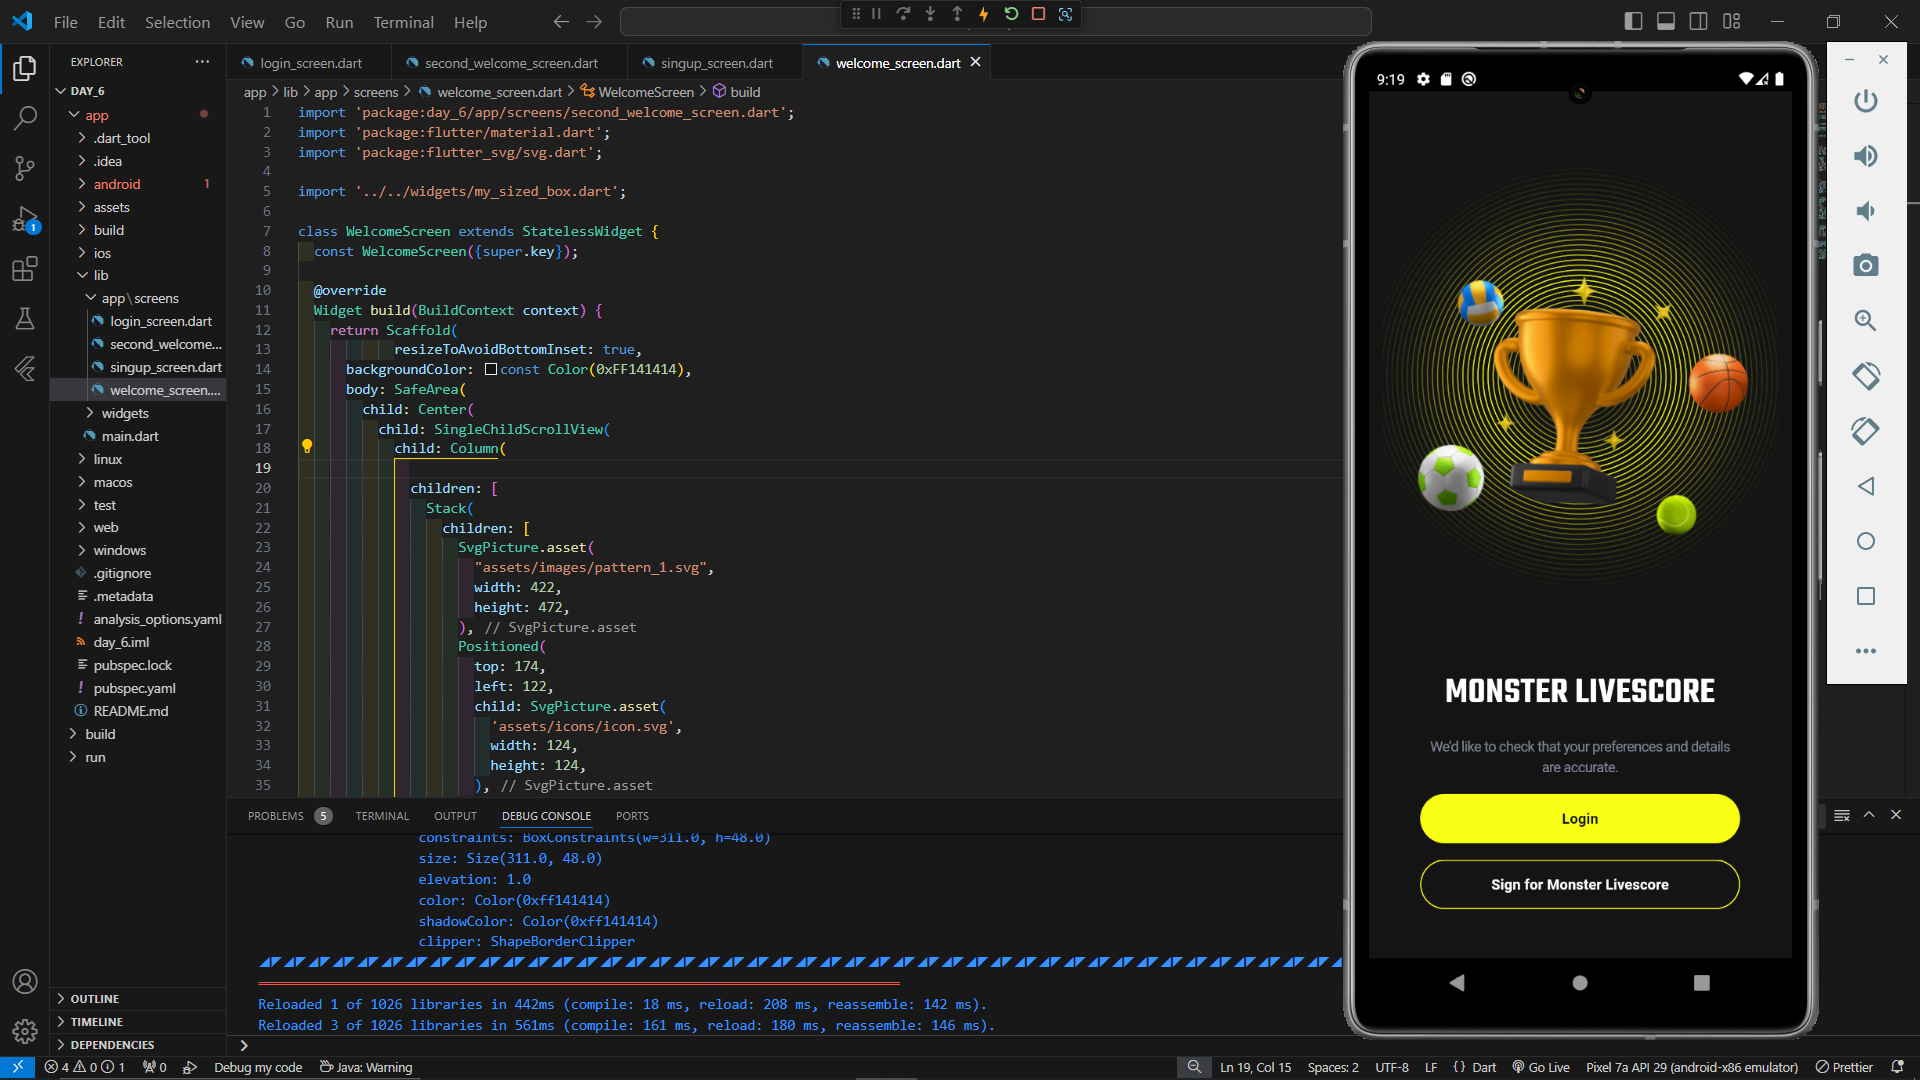 File Edit Selection View Go Run Terminal Help
EXPLORER
DAY_6
app
.dart_tool
.idea
android 1
assets
build
ios
lib
app\screens
login_screen.dart
second_welcome...
singup_screen.dart
welcome_screen....
widgets
main.dart
linux
macos
test
web
windows
.gitignore
.metadata
analysis_options.yaml
day_6.iml
pubspec.lock
pubspec.yaml
README.md
build
run
OUTLINE
TIMELINE
DEPENDENCIES
1
login_screen.dart second_welcome_screen.dart singup_screen.dart welcome_screen.dart
app > lib > app > screens > welcome_screen.dart > WelcomeScreen > build
1 import 'package:day_6/app/screens/second_welcome_screen.dart';
2 import 'package:flutter/material.dart';
3 import 'package:flutter_svg/svg.dart';
4
5 import '../../widgets/my_sized_box.dart';
6
7 class WelcomeScreen extends StatelessWidget {
8 const WelcomeScreen({super.key});
9
10 @override
11 Widget build(BuildContext context) {
12 return Scaffold(
13 resizeToAvoidBottomInset: true,
14 backgroundColor: const Color(0xFF141414),
15 body: SafeArea(
16 child: Center(
17 child: SingleChildScrollView(
18 child: Column(
19
20 children: [
21 Stack(
22 children: [
23 SvgPicture.asset(
24 "assets/images/pattern_1.svg",
25 width: 422,
26 height: 472,
27 ), // SvgPicture.asset
28 Positioned(
29 top: 174,
30 left: 122,
31 child: SvgPicture.asset(
32 'assets/icons/icon.svg',
33 width: 124,
34 height: 124,
35 ), // SvgPicture.asset
PROBLEMS 5 TERMINAL OUTPUT DEBUG CONSOLE PORTS
constraints: BoxConstraints(w=311.0, h=48.0)
size: Size(311.0, 48.0)
elevation: 1.0
color: Color(0xff141414)
shadowColor: Color(0xff141414)
clipper: ShapeBorderClipper
Reloaded 1 of 1026 libraries in 442ms (compile: 18 ms, reload: 208 ms, reassemble: 142 ms).
Reloaded 3 of 1026 libraries in 561ms (compile: 161 ms, reload: 180 ms, reassemble: 146 ms).
9:19
MONSTER LIVESCORE
We'd like to check that your preferences and details
are accurate.
Login
Sign for Monster Livescore
4 0 1 0 Debug my code Java: Warning Ln 19, Col 15 Spaces: 2 UTF-8 LF {} Dart Go Live Pixel 7a API 29 (android-x86 emulator) Prettier